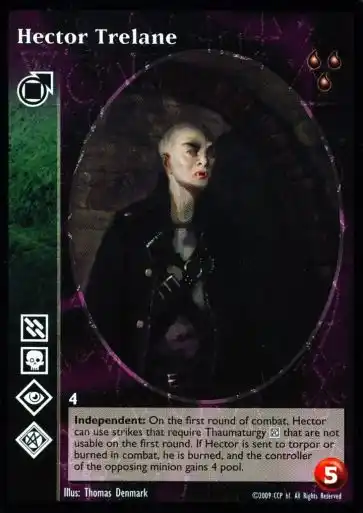 Hector Trelane
4
Independent: On the first round of combat, Hector
can use strikes that require Thaumaturgy that are not
usable on the first round. If Hector is sent to torpor or
burned in combat, he is burned, and the controller
of the opposing minion gains 4 pool.
5
Illus: Thomas Denmark
©2009 CCP hf. All Rights Reserved